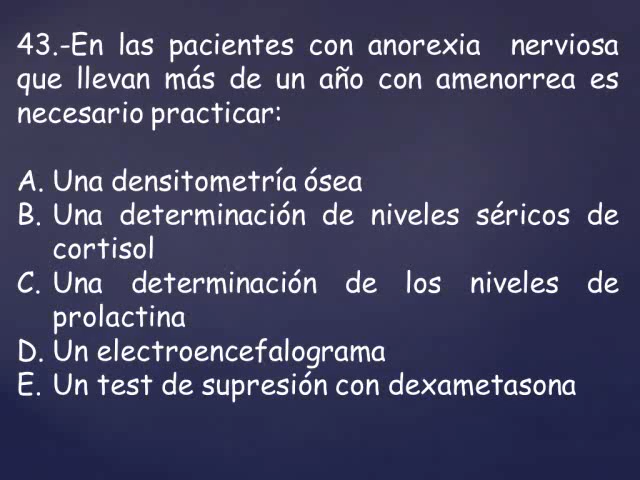 43.-En las pacientes con anorexia nerviosa
que llevan más de un año con amenorrea es
necesario practicar:
A. Una densitometría ósea
B. Una determinación de niveles séricos de
cortisol
C. Una determinación de los niveles de
prolactina
D. Un electroencefalograma
E. Un test de supresión con dexametasona